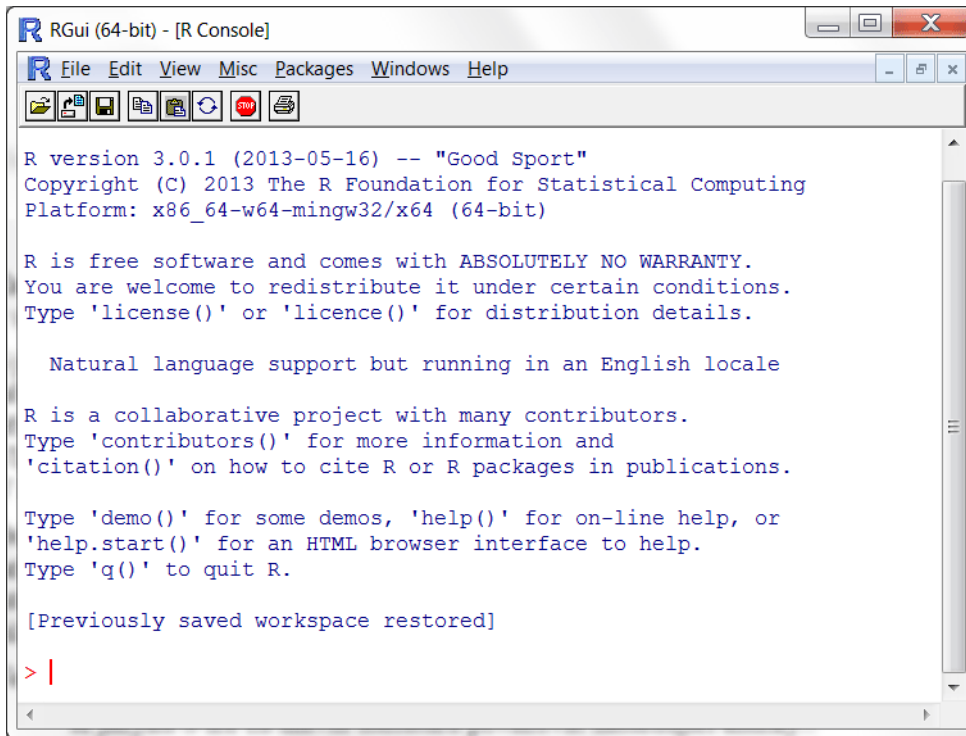 RGui (64-bit) - [R Console]
File Edit View Misc Packages Windows Help
STOP
R version 3.0.1 (2013-05-16) -- "Good Sport"
Copyright (C) 2013 The R Foundation for Statistical Computing
Platform: x86_64-w64-mingw32/x64 (64-bit)
R is free software and comes with ABSOLUTELY NO WARRANTY.
You are welcome to redistribute it under certain conditions.
Type 'license()' or 'licence()' for distribution details.
Natural language support but running in an English locale
R is a collaborative project with many contributors.
Type 'contributors()' for more information and
'citation()' on how to cite R or R packages in publications.
Type 'demo()' for some demos, 'help()' for on-line help, or
'help.start()' for an HTML browser interface to help.
Type 'q()' to quit R.
[Previously saved workspace restored]
>